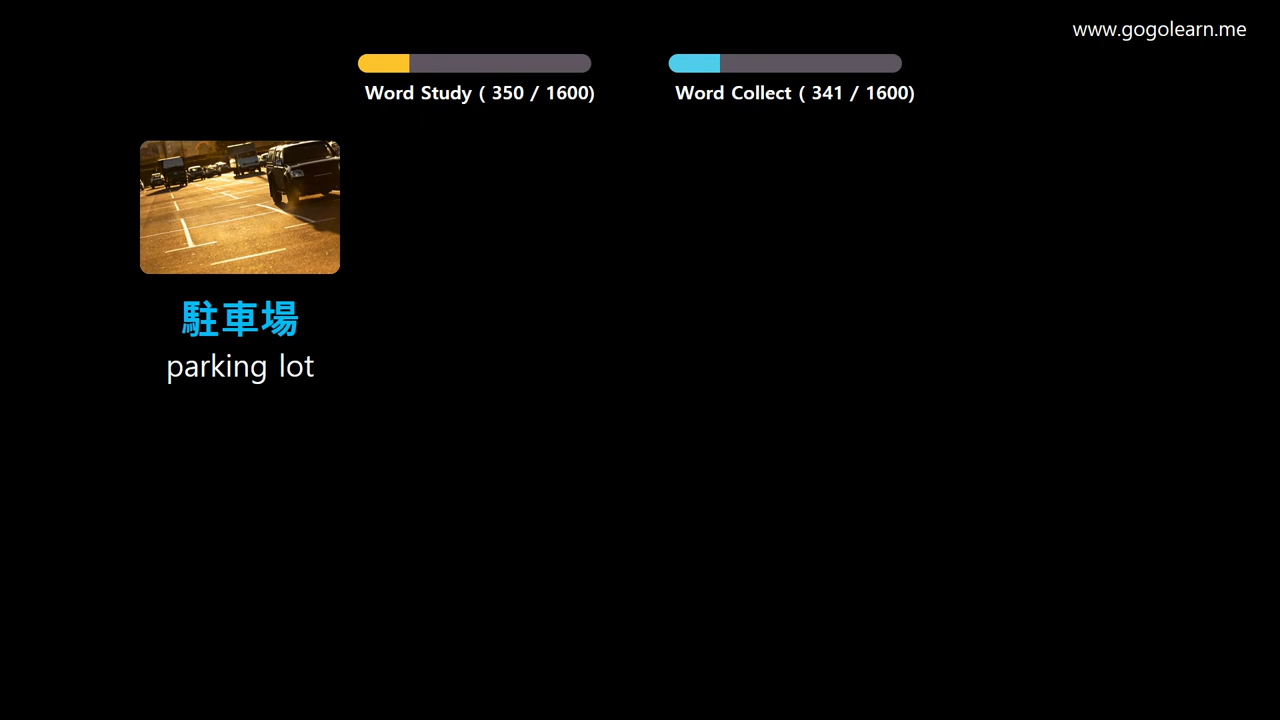 www.gogolearn.me
Word Study ( 350 / 1600)
Word Collect ( 341 / 1600)
駐車場
parking lot